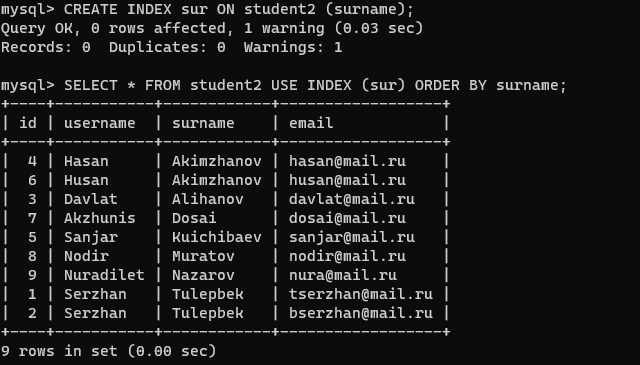 mysql> CREATE INDEX sur ON student2 (surname);
Query OK, 0 rows affected, 1 warning (0.03 sec)
Records: 0  Duplicates: 0  Warnings: 1

mysql> SELECT * FROM student2 USE INDEX (sur) ORDER BY surname;
+----+-----------+------------+------------------+
| id | username  | surname    | email            |
+----+-----------+------------+------------------+
|  4 | Hasan     | Akimzhanov | hasan@mail.ru    |
|  6 | Husan     | Akimzhanov | husan@mail.ru    |
|  3 | Davlat    | Alihanov   | davlat@mail.ru   |
|  7 | Akzhunis  | Dosai      | dosai@mail.ru    |
|  5 | Sanjar    | Kuichibaev | sanjar@mail.ru   |
|  8 | Nodir     | Muratov    | nodir@mail.ru    |
|  9 | Nuradilet | Nazarov    | nura@mail.ru     |
|  1 | Serzhan   | Tulepbek   | tserzhan@mail.ru |
|  2 | Serzhan   | Tulepbek   | bserzhan@mail.ru |
+----+-----------+------------+------------------+
9 rows in set (0.00 sec)